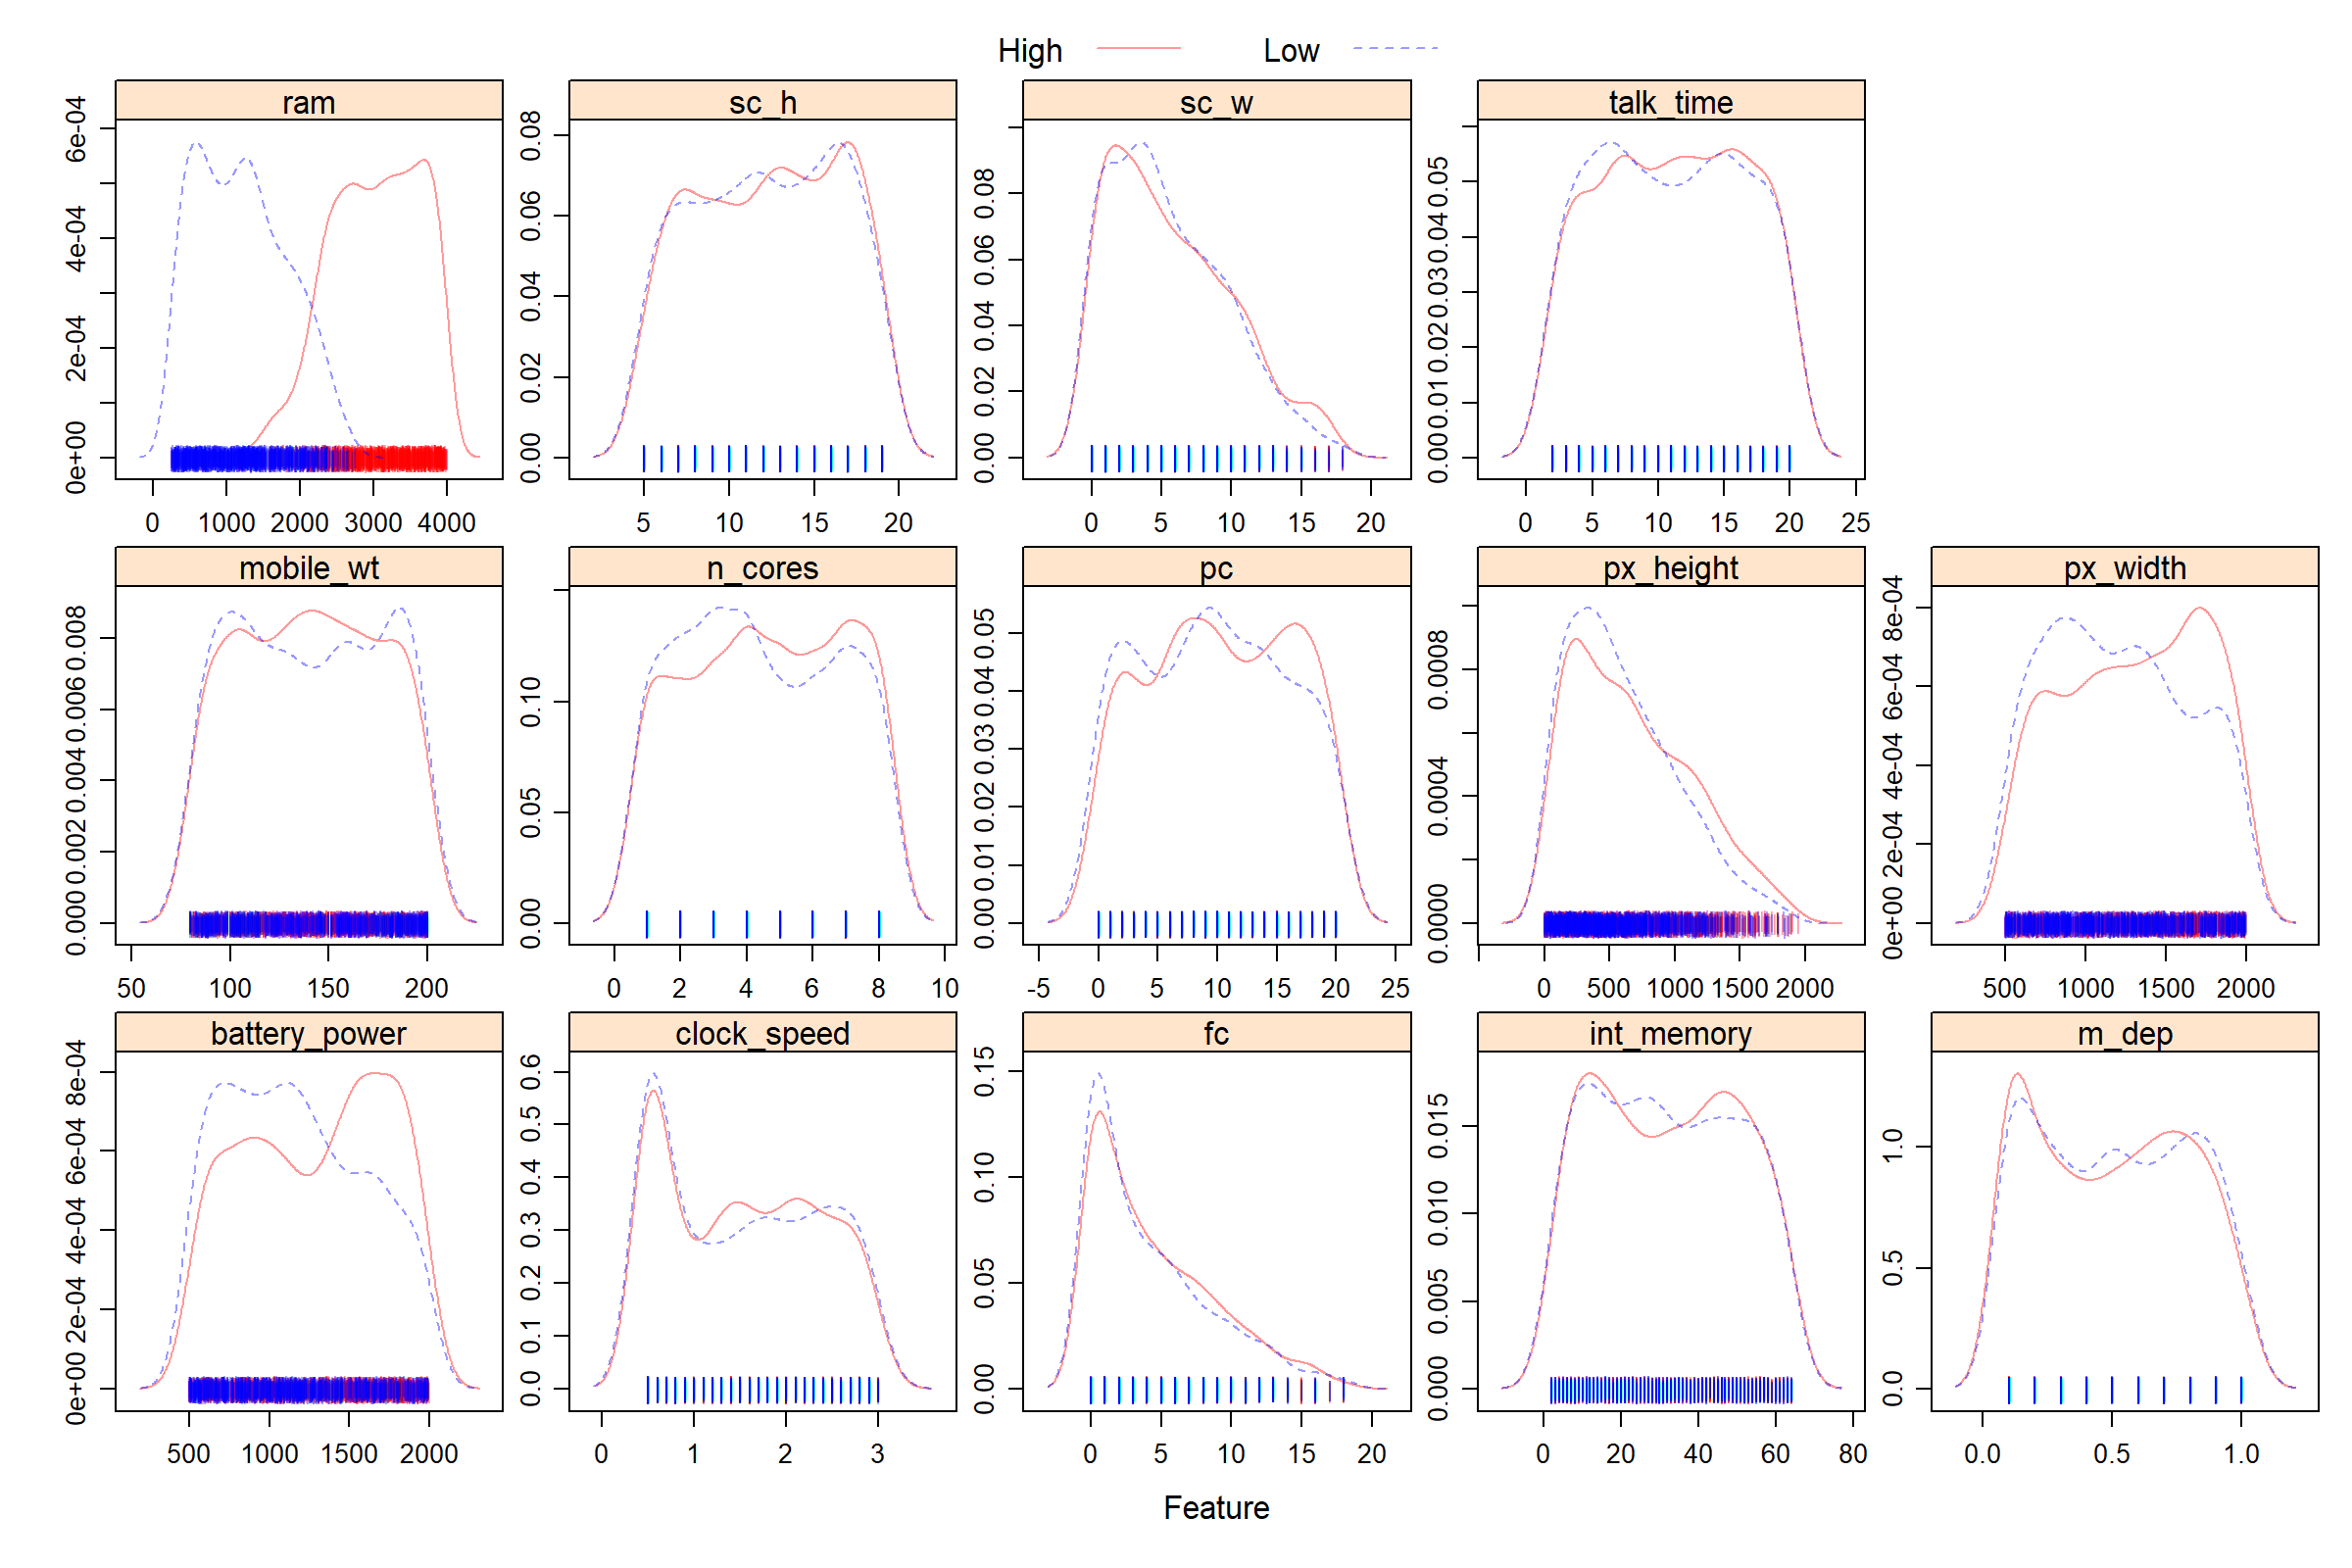 High Low
ram sc_h sc_w talk_time
0e+00 2e-04 4e-04 6e-04
0.00 0.02 0.04 0.06 0.08
0.00 0.02 0.04 0.06 0.08
0.00 0.01 0.02 0.03 0.04 0.05
0 1000 2000 3000 4000
5 10 15 20
0 5 10 15 20
0 5 10 15 20 25
mobile_wt n_cores pc px_height px_width
0.000 0.002 0.004 0.006 0.008
0.00 0.05 0.10
0.00 0.01 0.02 0.03 0.04 0.05
0.0000 0.0004 0.0008
0e+00 2e-04 4e-04 6e-04 8e-04
50 100 150 200
0 2 4 6 8 10
-5 0 5 10 15 20 25
0 500 1000 1500 2000
500 1000 1500 2000
battery_power clock_speed fc int_memory m_dep
0e+00 2e-04 4e-04 6e-04 8e-04
0.0 0.1 0.2 0.3 0.4 0.5 0.6
0.00 0.05 0.10 0.15
0.000 0.005 0.010 0.015
0.0 0.5 1.0
500 1000 1500 2000
0 1 2 3
0 5 10 15 20
0 20 40 60 80
0.0 0.5 1.0
Feature